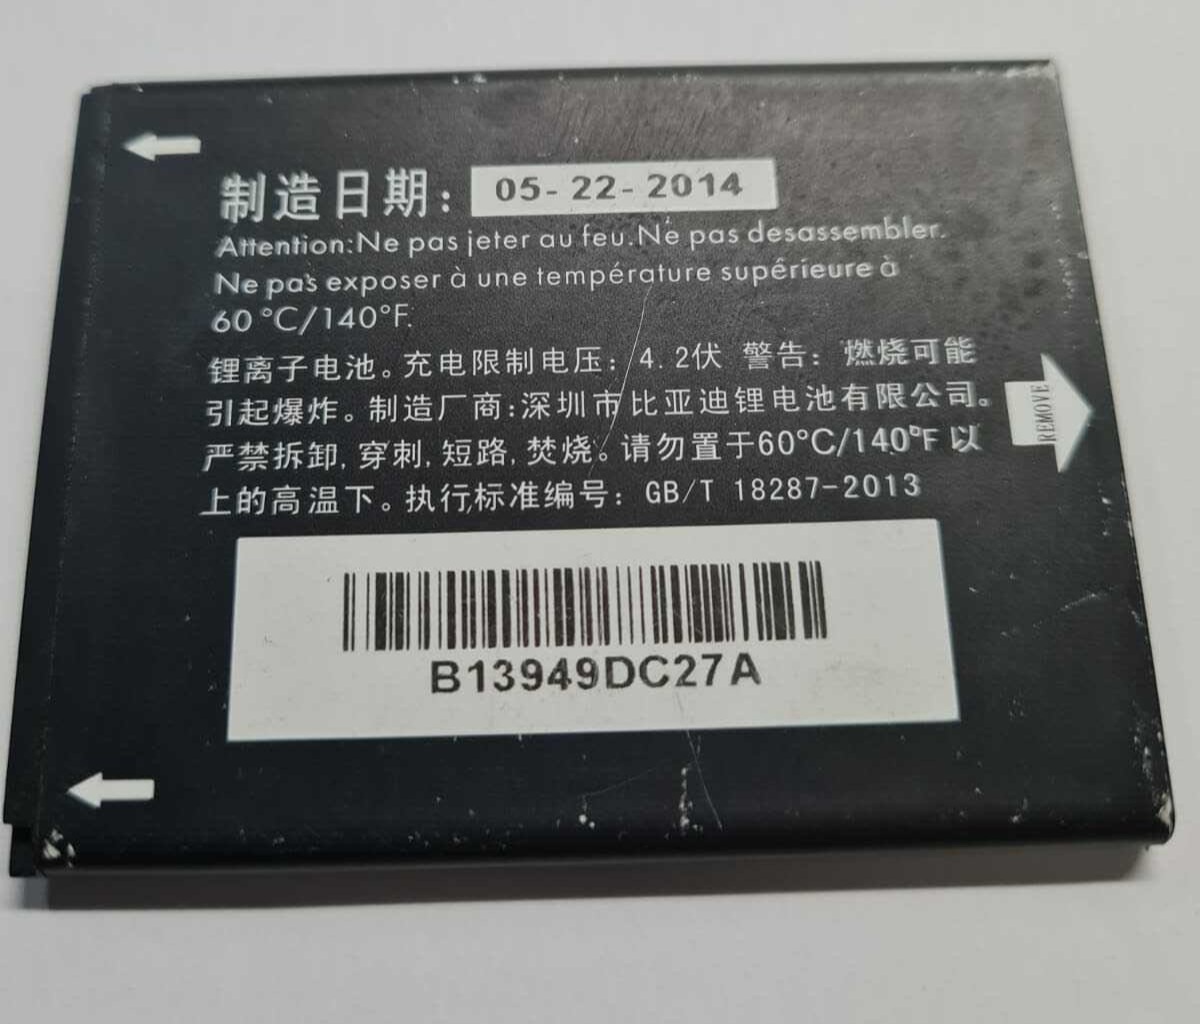 制造日期: 05-22-2014
Attention:Ne pas jeter au feu.Ne pas desassembler.
Ne pas exposer à une température supêrieure à
60°C/140°F.
锂离子电池。充电限制电压: 4.2伏 警告: 燃烧可能
引起爆炸。制造厂商:深圳市比亚迪锂电池有限公司。
严禁拆卸,穿刺,短路,焚烧。请勿置于60°C/140°F以
上的高温下。执行标准编号: GB/T 18287-2013
REMOVE
B13949DC27A